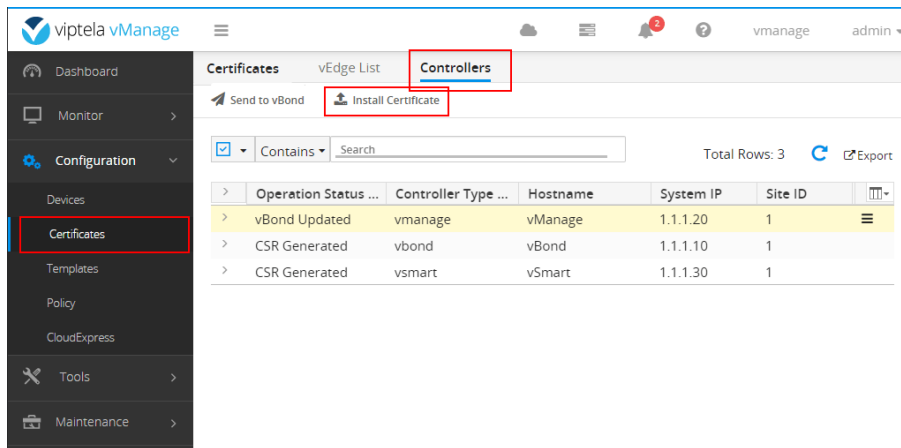 viptela vManage
2
vmanage
admin
Dashboard
Monitor
Configuration
Devices
Certificates
Templates
Policy
CloudExpress
Tools
Maintenance
Certificates vEdge List Controllers
Send to vBond Install Certificate
Contains Search Total Rows: 3 Export
Operation Status ... Controller Type ... Hostname System IP Site ID
vBond Updated vmanage vManage 1.1.1.20 1
CSR Generated vbond vBond 1.1.1.10 1
CSR Generated vsmart vSmart 1.1.1.30 1